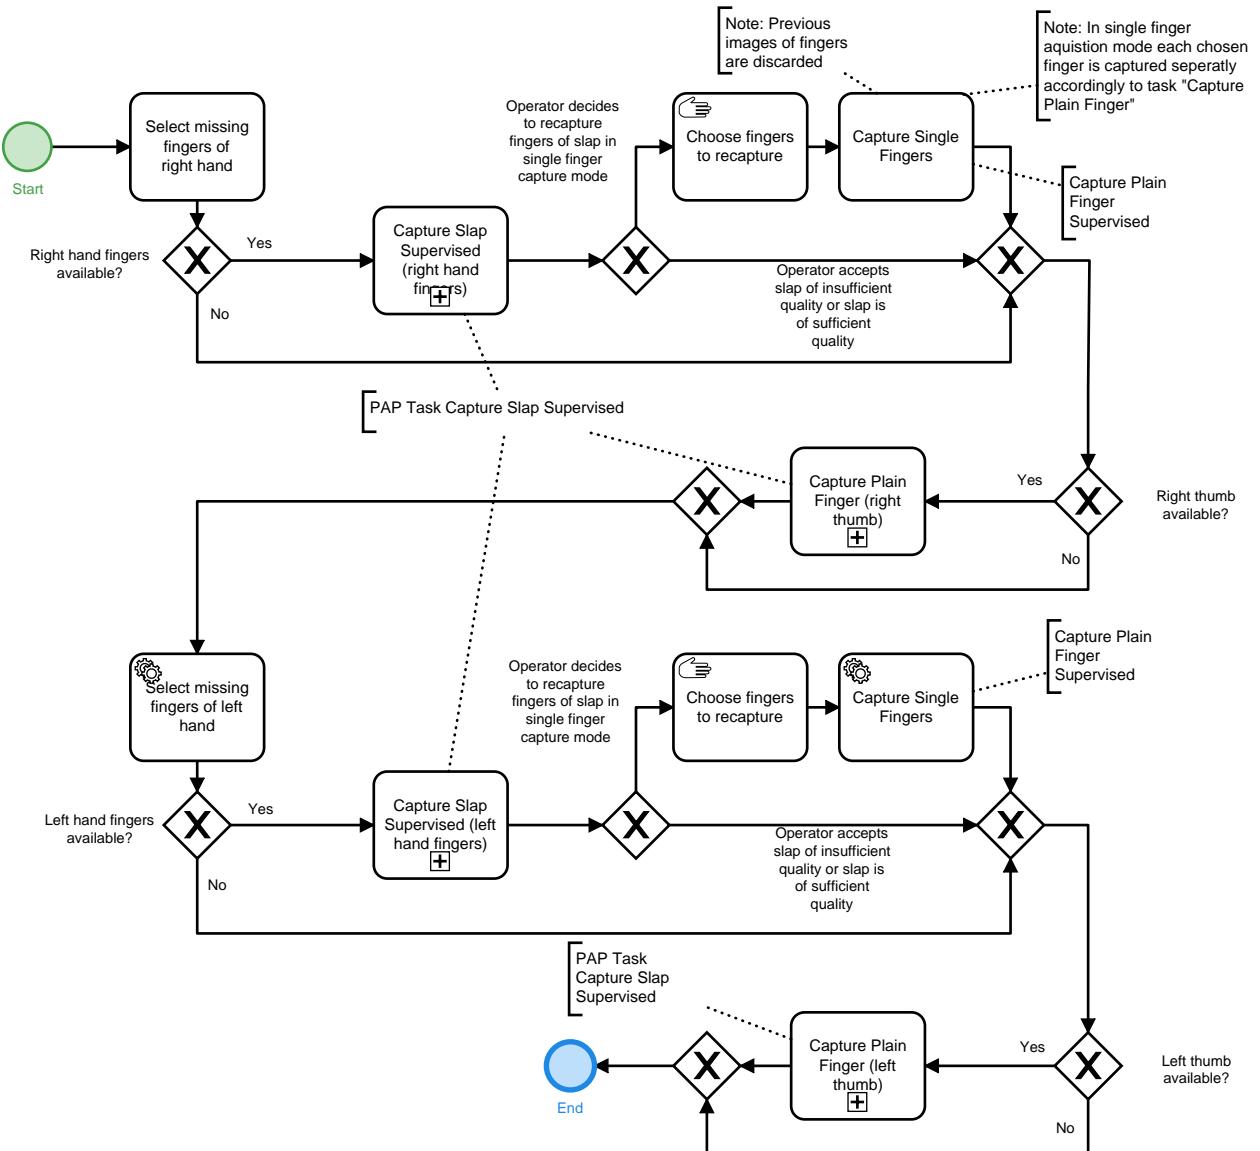 Note: Previous
images of fingers
are discarded
Note: In single finger
aquistion mode each chosen
finger is captured seperatly
accordingly to task "Capture
Plain Finger"
Start
Select missing
fingers of
right hand
Operator decides
to recapture
fingers of slap in
single finger
capture mode
Choose fingers
to recapture
Capture Single
Fingers
Capture Plain
Finger
Supervised
Right hand fingers
available?
Yes
No
Capture Slap
Supervised
(right hand
fingers)
Operator accepts
slap of insufficient
quality or slap is
of sufficient
quality
PAP Task Capture Slap Supervised
Capture Plain
Finger (right
thumb)
Yes
No
Right thumb
available?
Select missing
fingers of left
hand
Operator decides
to recapture
fingers of slap in
single finger
capture mode
Choose fingers
to recapture
Capture Single
Fingers
Capture Plain
Finger
Supervised
Left hand fingers
available?
Yes
No
Capture Slap
Supervised (left
hand fingers)
Operator accepts
slap of insufficient
quality or slap is
of sufficient
quality
PAP Task
Capture Slap
Supervised
End
Capture Plain
Finger (left
thumb)
Yes
No
Left thumb
available?